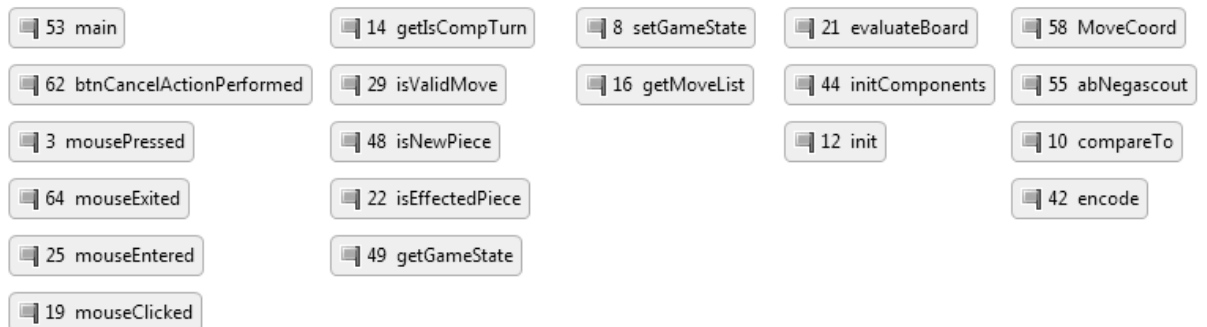 53 main
62 btnCancelActionPerformed
3 mousePressed
64 mouseExited
25 mouseEntered
19 mouseClicked
14 getIsCompTurn
29 isValidMove
48 isNewPiece
22 isEffectedPiece
49 getGameState
8 setGameState
16 getMoveList
21 evaluateBoard
44 initComponents
12 init
58 MoveCoord
55 abNegascout
10 compareTo
42 encode